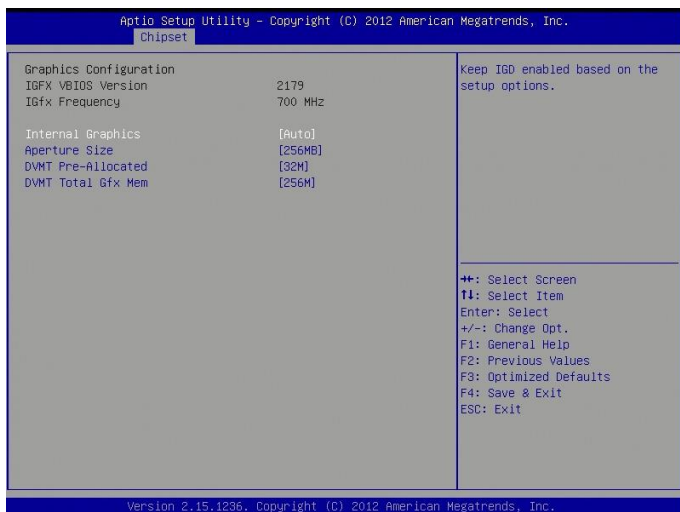 Aptio Setup Utility – Copyright (C) 2012 American Megatrends, Inc.
Chipset
Graphics Configuration
IGFX VBIOS Version 2179
IGfx Frequency 700 MHz
Internal Graphics [Auto]
Aperture Size [256MB]
DVMT Pre-Allocated [32M]
DVMT Total Gfx Mem [256M]
Keep IGD enabled based on the
setup options.
→←: Select Screen
↑↓: Select Item
Enter: Select
+/-: Change Opt.
F1: General Help
F2: Previous Values
F3: Optimized Defaults
F4: Save & Exit
ESC: Exit
Version 2.15.1236. Copyright (C) 2012 American Megatrends, Inc.